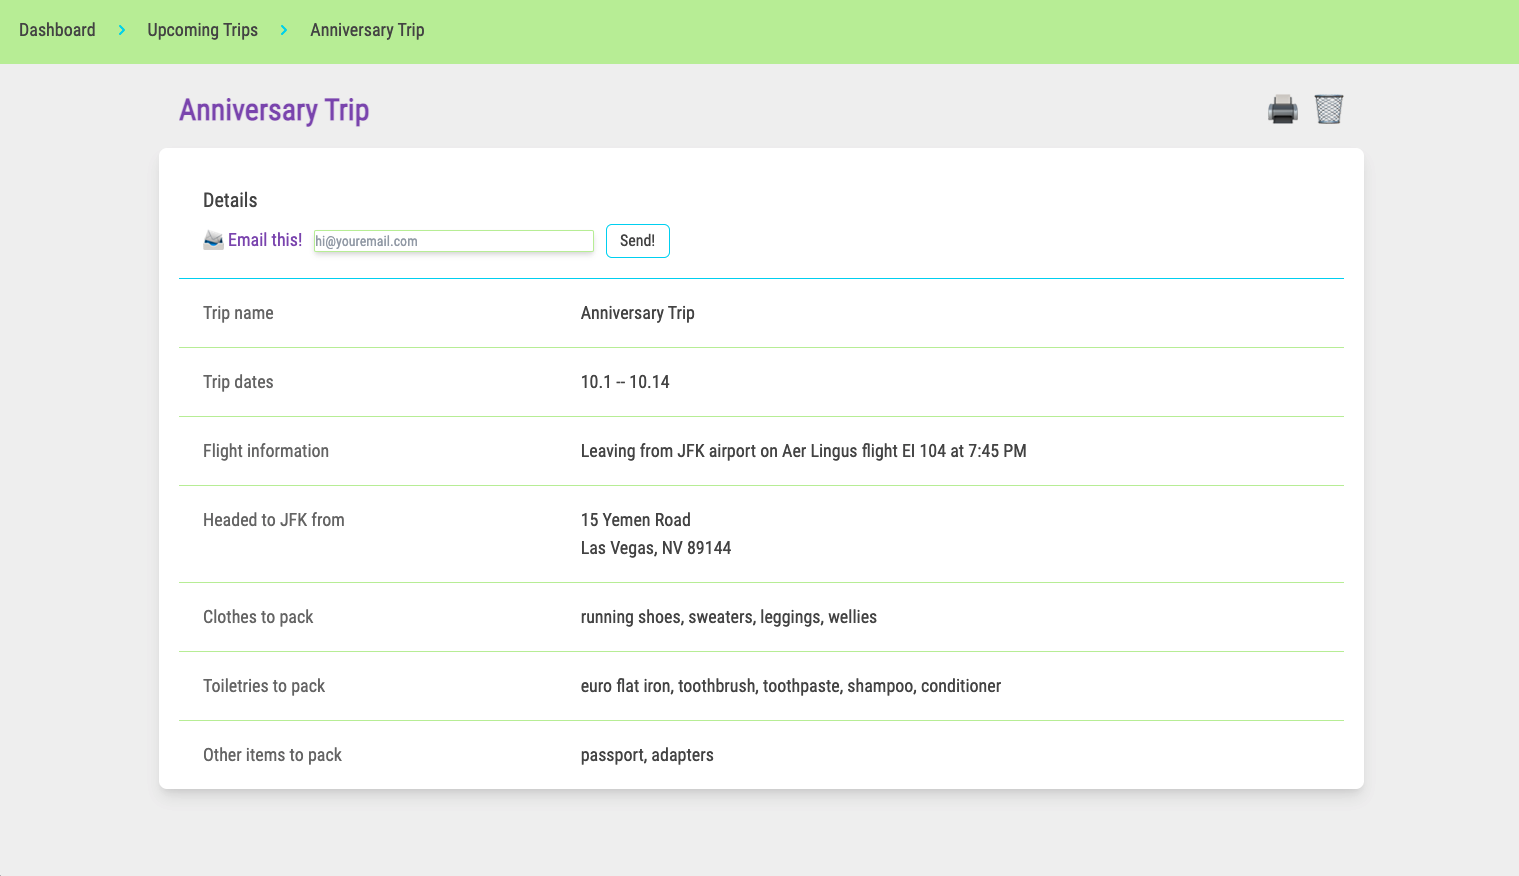 Dashboard > Upcoming Trips > Anniversary Trip
Anniversary Trip
Details
Email this! hi@youremail.com Send!
Trip name Anniversary Trip
Trip dates 10.1 -- 10.14
Flight information Leaving from JFK airport on Aer Lingus flight EI 104 at 7:45 PM
Headed to JFK from 15 Yemen Road
Las Vegas, NV 89144
Clothes to pack running shoes, sweaters, leggings, wellies
Toiletries to pack euro flat iron, toothbrush, toothpaste, shampoo, conditioner
Other items to pack passport, adapters